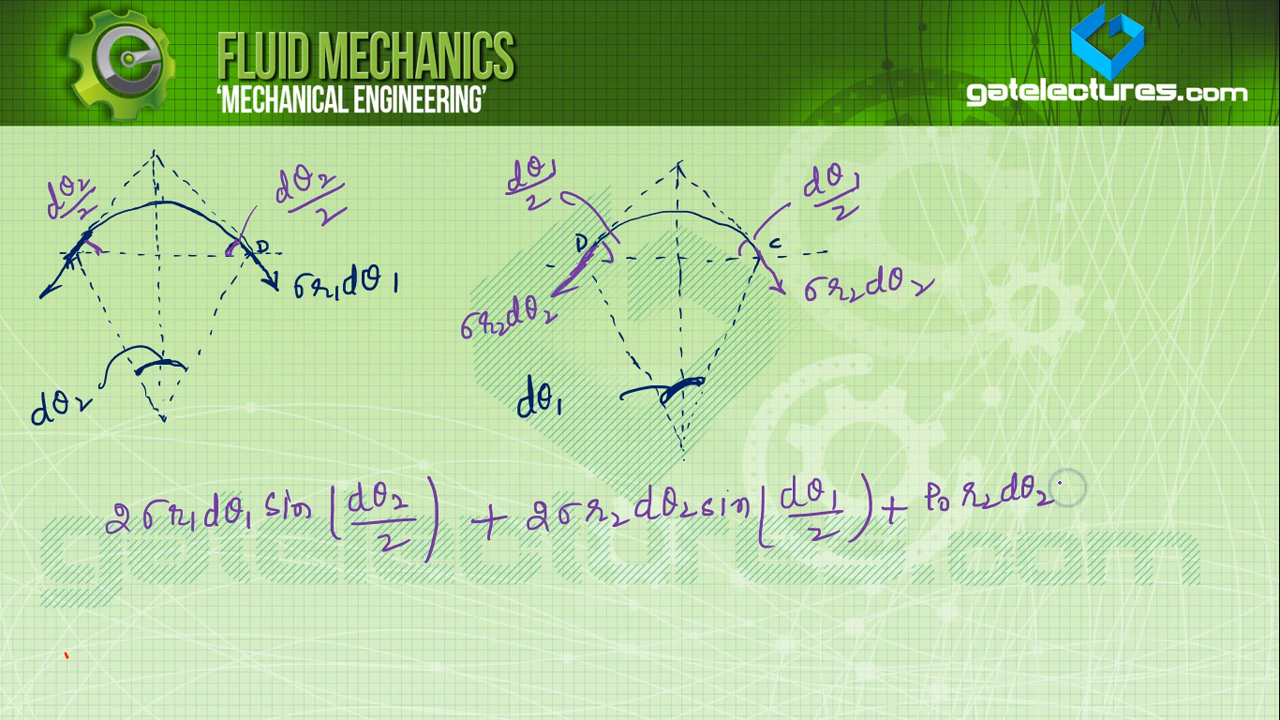 FLUID MECHANICS
'MECHANICAL ENGINEERING'
gatelectures.com
dθ2/2
dθ2/2
D
σr1dθ1
dθ2
dθ1/2
dθ1/2
D
C
σr2dθ2
σr2dθ2
dθ1
2σr1dθ1 sin(dθ2/2) + 2σr2dθ2 sin(dθ1/2) + P0 r2dθ2.
gatelectures.com